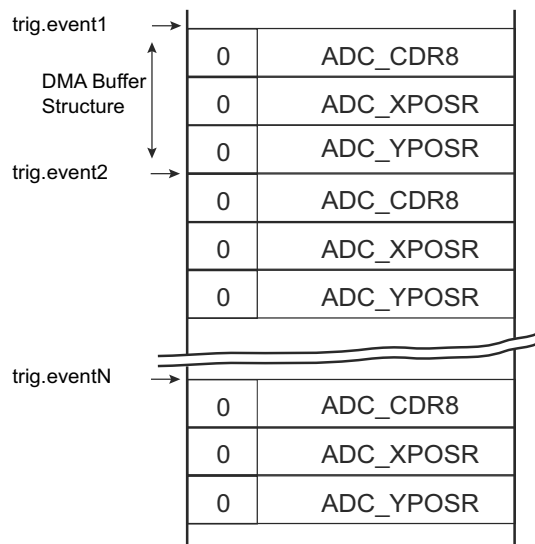 trig.event1
0 ADC_CDR8
DMA Buffer
Structure
0 ADC_XPOSR
0 ADC_YPOSR
trig.event2
0 ADC_CDR8
0 ADC_XPOSR
0 ADC_YPOSR
trig.eventN
0 ADC_CDR8
0 ADC_XPOSR
0 ADC_YPOSR